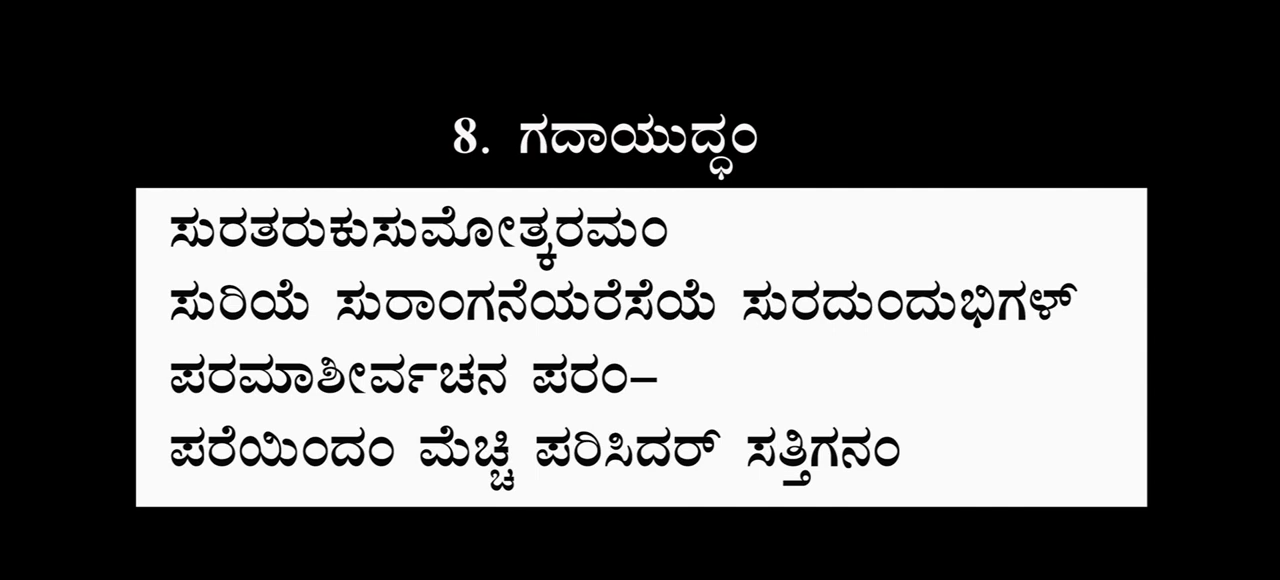 8. ಗದಾಯುದ್ಧಂ
ಸುರತರುಕುಸುಮೋತ್ಕರಮಂ
ಸುರಿಯೆ ಸುರಾಂಗನೆಯರೆಸೆಯೆ ಸುರದುಂದುಭಿಗಳ್
ಪರಮಾಶೀರ್ವಚನ ಪರಂ–
ಪರೆಯಿಂದಂ ಮೆಚ್ಚಿ ಪರಿಸಿದರ್ ಸತ್ತಿಗನಂ